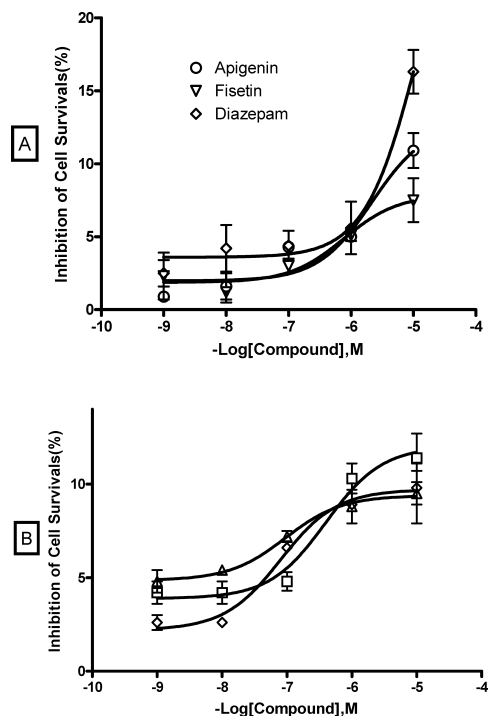 A
Inhibition of Cell Survivals(%)
20
15
10
5
0
Apigenin
Fisetin
Diazepam
-10 -9 -8 -7 -6 -5 -4
-Log[Compound],M
B
Inhibition of Cell Survivals(%)
10
5
0
-10 -9 -8 -7 -6 -5 -4
-Log[Compound],M